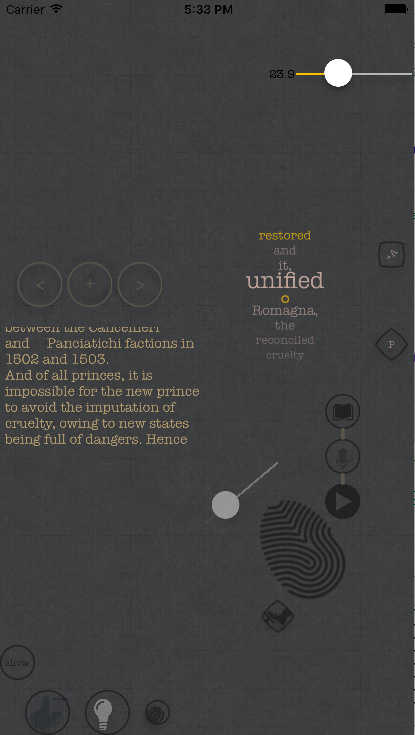 Carrier 5:33 PM
23.9
restored
and
it,
unified
Romagna,
the
reconciled
cruelty
< + >
P
between the Cancellieri
and Panciatichi factions in
1502 and 1503.
And of all princes, it is
impossible for the new prince
to avoid the imputation of
cruelty, owing to new states
being full of dangers. Hence
show